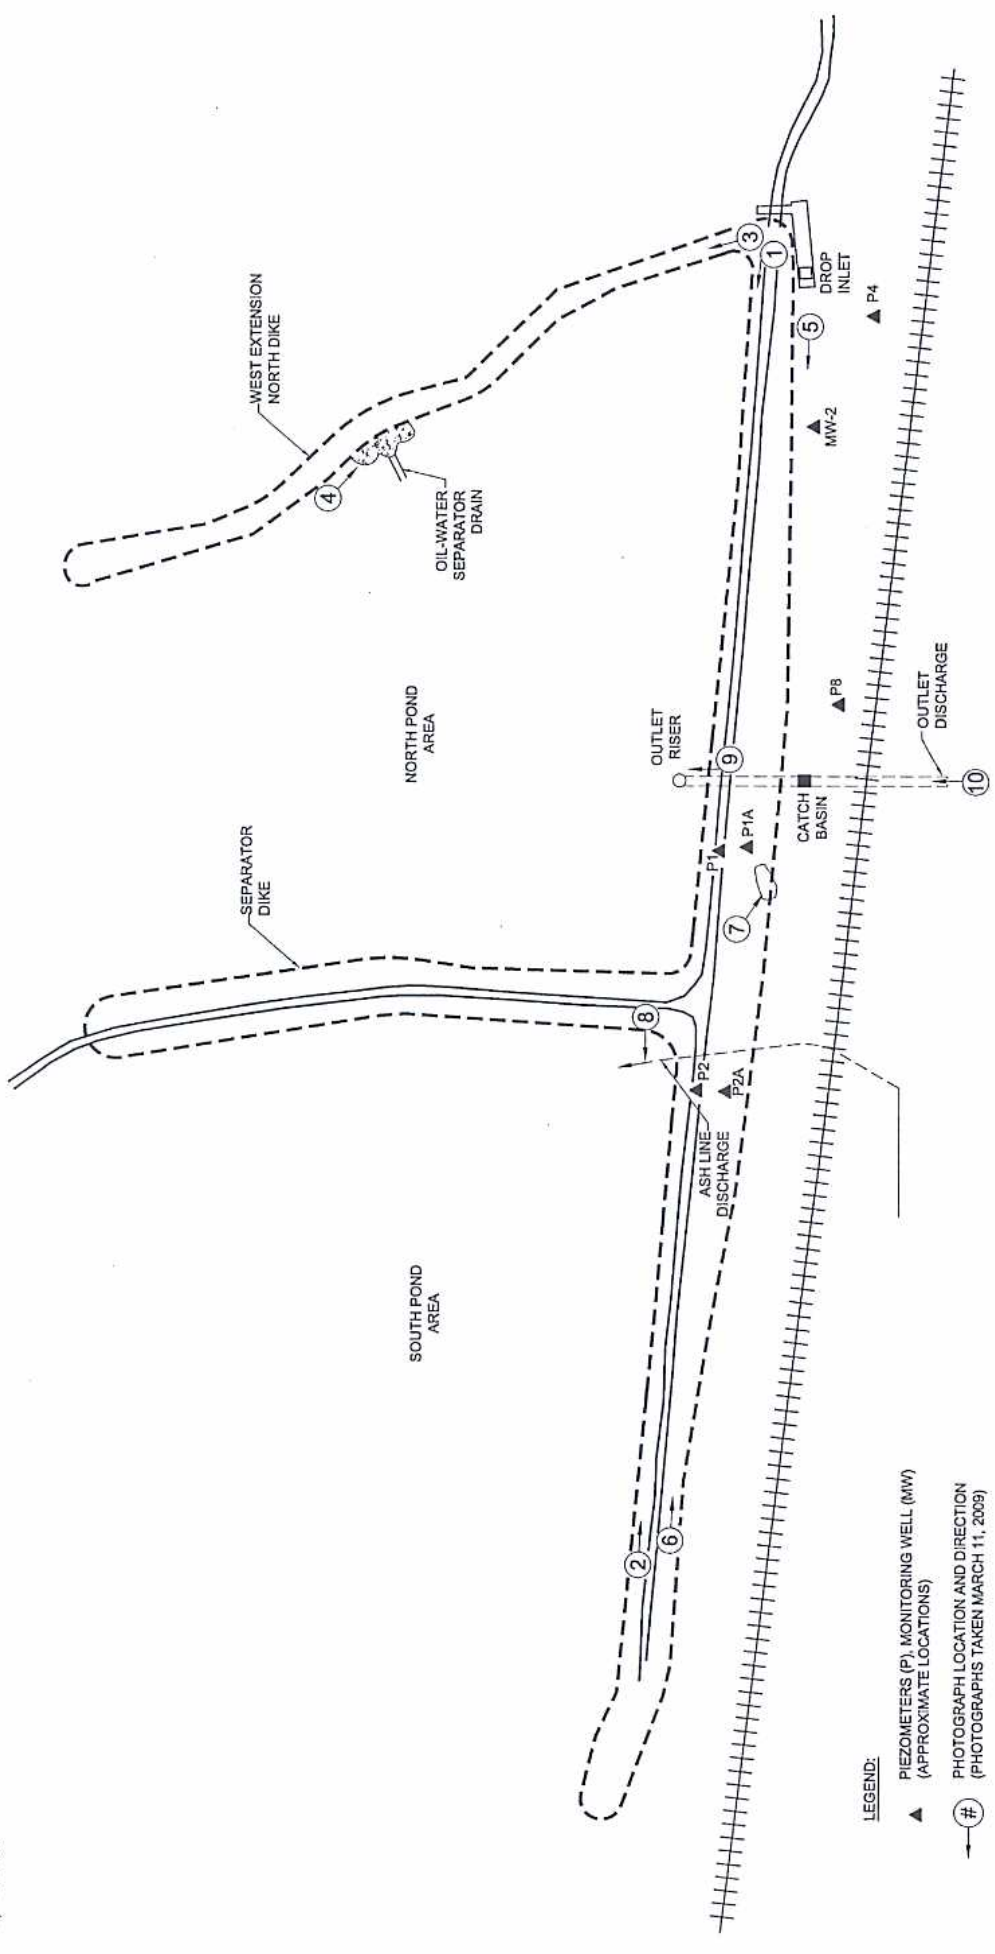 WEST EXTENSION
NORTH DIKE
SEPARATOR
DIKE
4
OIL-WATER
SEPARATOR
DRAIN
NORTH POND
AREA
SOUTH POND
AREA
3
1
DROP
INLET
5
P4
MW-2
OUTLET
RISER
9
P8
P1
P1A
CATCH
BASIN
OUTLET
DISCHARGE
10
7
8
P2
P2A
ASH LINE
DISCHARGE
2
6
LEGEND:
PIEZOMETERS (P), MONITORING WELL (MW)
(APPROXIMATE LOCATIONS)
#
PHOTOGRAPH LOCATION AND DIRECTION
(PHOTOGRAPHS TAKEN MARCH 11, 2009)